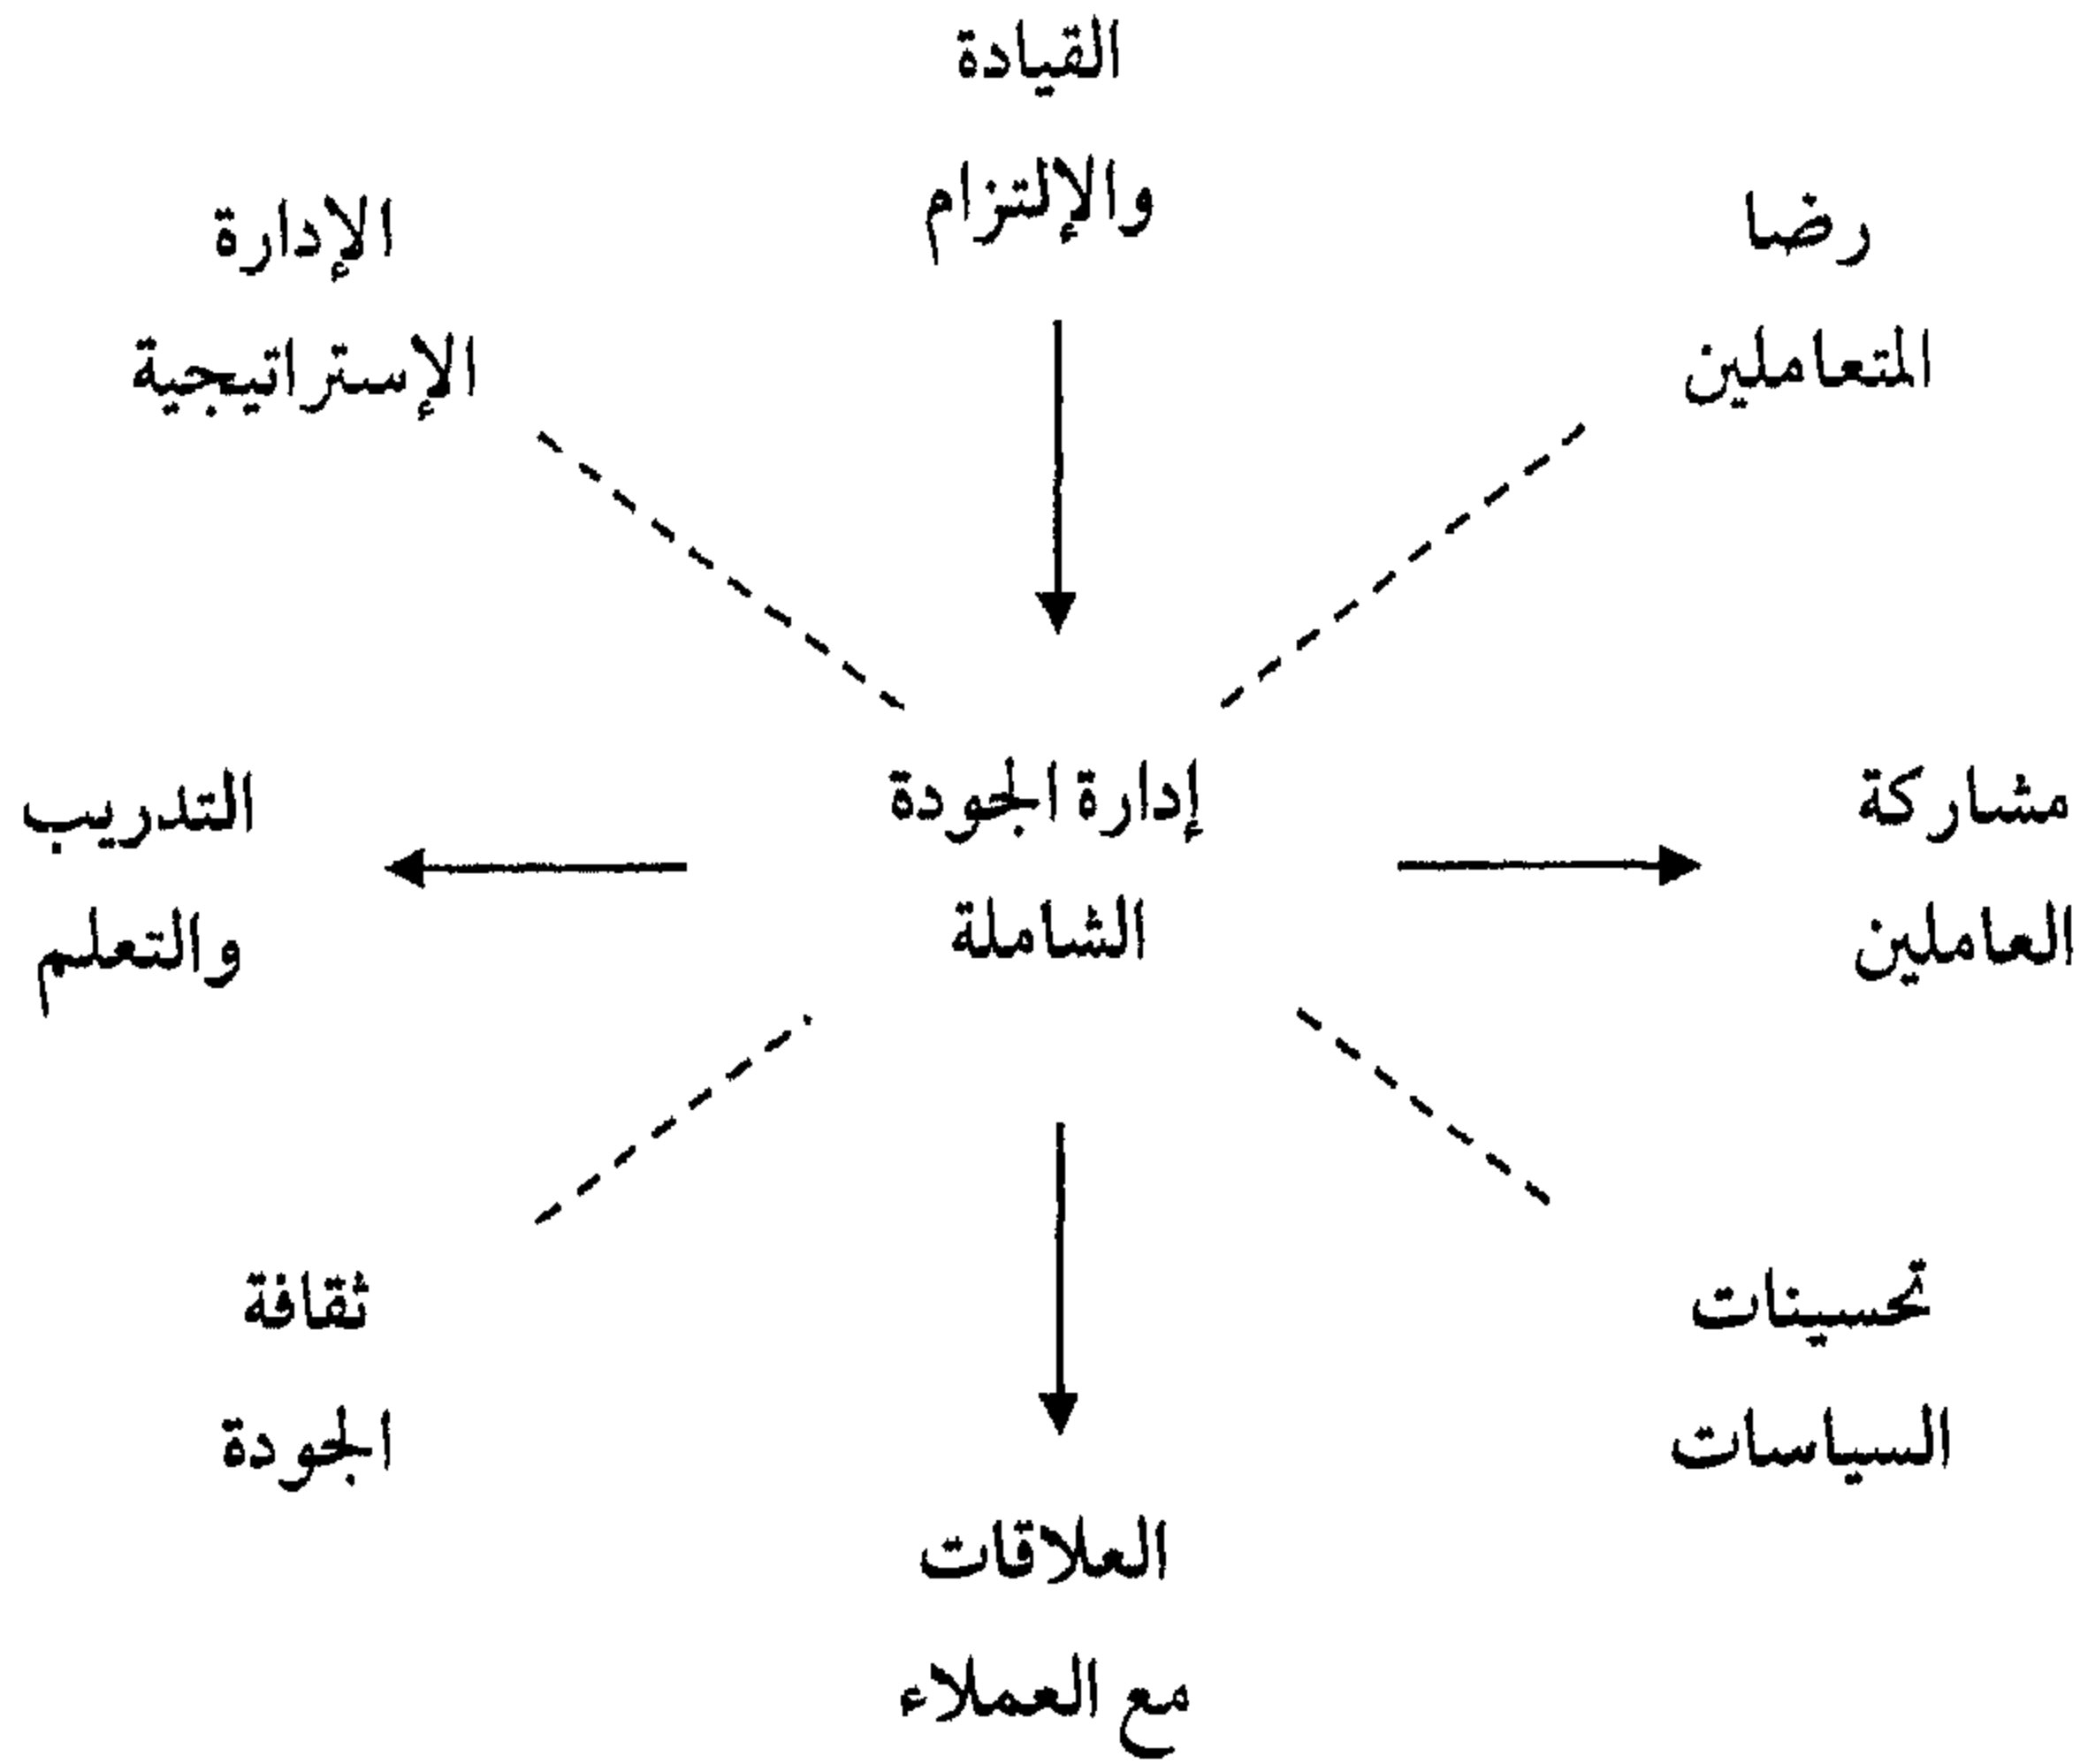 القيادة
والإلتزام
رضا
المتعاملين
الإدارة
الإستراتيجية
مشاركة
العاملين
إدارة الجودة
الشاملة
التدريب
والتعلم
تحسينات
السياسات
ثقافة
الجودة
العلاقات
مع العملاء